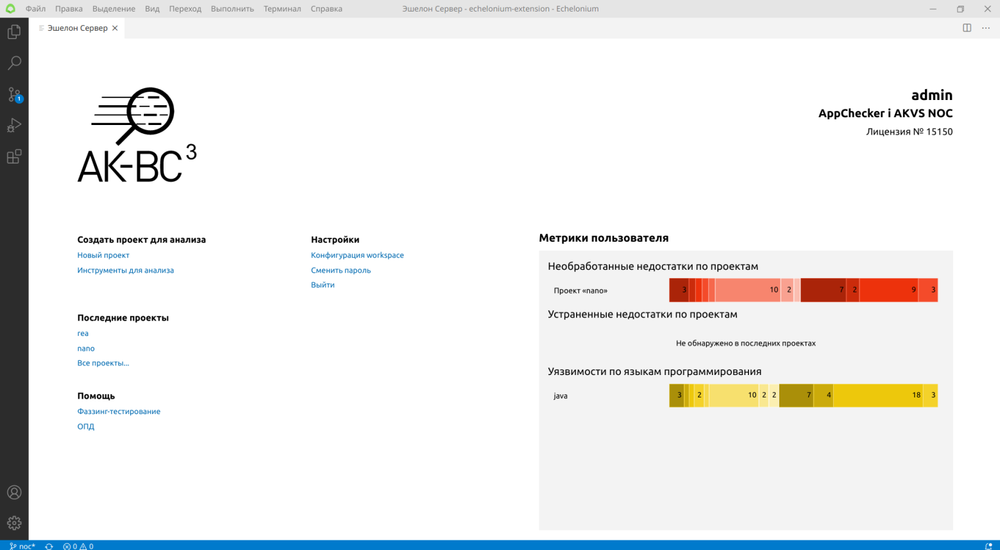 Файл Правка Выделение Вид Переход Выполнить Терминал Справка Эшелон Сервер - echelonium-extension - Echelonium
Эшелон Сервер
1
АК-ВС³
admin
AppChecker i AKVS NOC
Лицензия № 15150
Создать проект для анализа
Новый проект
Инструменты для анализа
Настройки
Конфигурация workspace
Сменить пароль
Выйти
Последние проекты
rea
nano
Все проекты...
Помощь
Фаззинг-тестирование
ОПД
Метрики пользователя
Необработанные недостатки по проектам
Проект «nano» 3 10 2 7 2 9 3
Устраненные недостатки по проектам
Не обнаружено в последних проектах
Уязвимости по языкам программирования
java 3 2 10 2 2 7 4 18 3
noc* 0 0